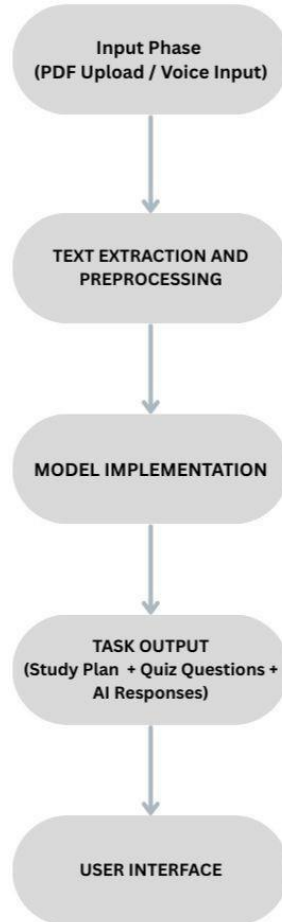 Input Phase
(PDF Upload / Voice Input)
TEXT EXTRACTION AND
PREPROCESSING
MODEL IMPLEMENTATION
TASK OUTPUT
(Study Plan + Quiz Questions +
AI Responses)
USER INTERFACE